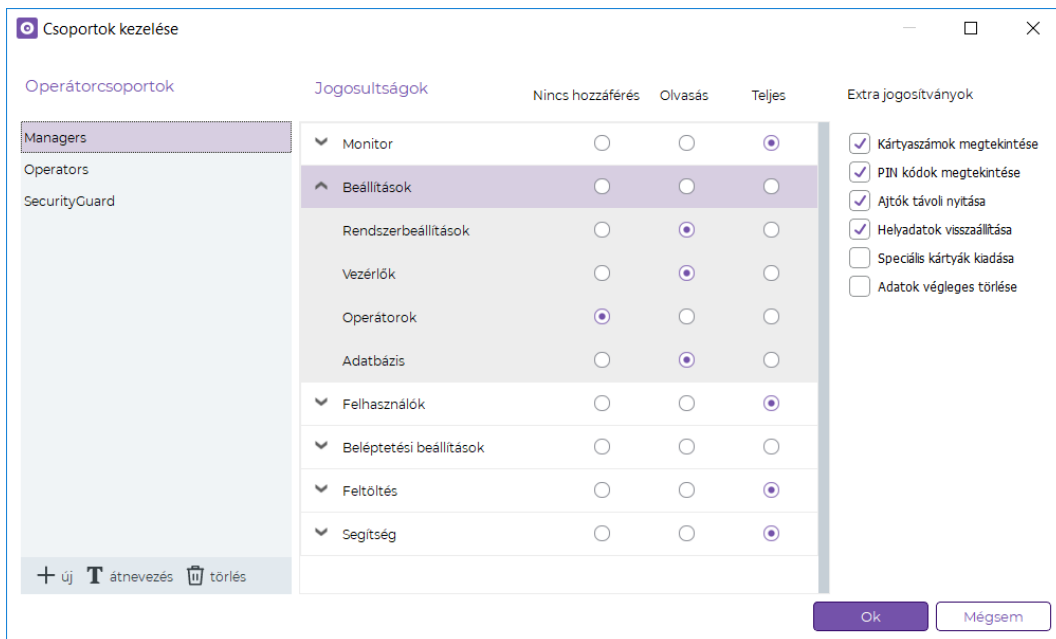 Csoportok kezelése
Operátorcsoportok
Managers
Operators
SecurityGuard
új átnevezés törlés
Jogosultságok Nincs hozzáférés Olvasás Teljes
Monitor
Beállítások
Rendszerbeállítások
Vezérlők
Operátorok
Adatbázis
Felhasználók
Beléptetési beállítások
Feltöltés
Segítség
Extra jogosítványok
Kártyaszámok megtekintése
PIN kódok megtekintése
Ajtók távoli nyitása
Helyadatok visszaállítása
Speciális kártyák kiadása
Adatok végleges törlése
Ok Mégsem